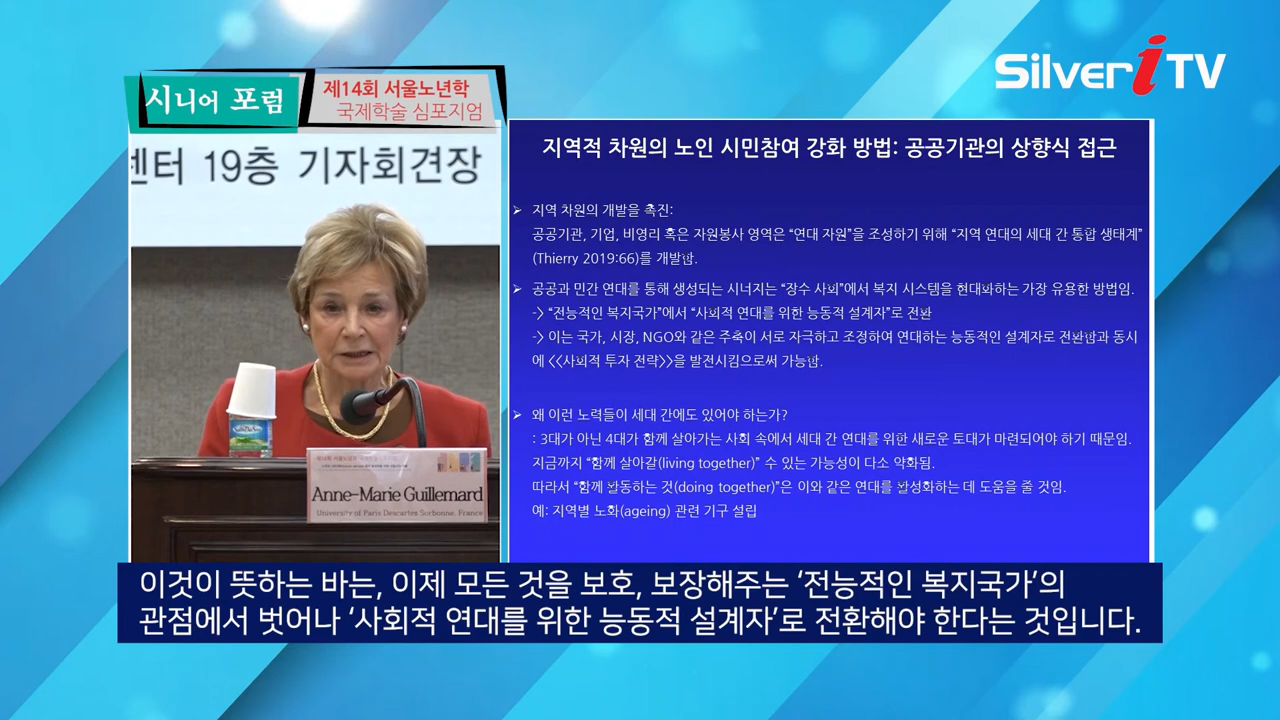 Silver i TV
시니어 포럼
제14회 서울노년학
국제학술 심포지엄
센터 19층 기자회견장
Anne-Marie Guillemard
University of Paris Descartes Sorbonne, France
지역적 차원의 노인 시민참여 강화 방법: 공공기관의 상향식 접근
➢ 지역 차원의 개발을 촉진:
공공기관, 기업, 비영리 혹은 자원봉사 영역은 “연대 자원”을 조성하기 위해 “지역 연대의 세대 간 통합 생태계”
(Thierry 2019:66)를 개발함.
➢ 공공과 민간 연대를 통해 생성되는 시너지는 “장수 사회”에서 복지 시스템을 현대화하는 가장 유용한 방법임.
-> “전능적인 복지국가”에서 “사회적 연대를 위한 능동적 설계자”로 전환
-> 이는 국가, 시장, NGO와 같은 주축이 서로 자극하고 조정하여 연대하는 능동적인 설계자로 전환함과 동시
에 <<사회적 투자 전략>>을 발전시킴으로써 가능함.
➢ 왜 이런 노력들이 세대 간에도 있어야 하는가?
: 3대가 아닌 4대가 함께 살아가는 사회 속에서 세대 간 연대를 위한 새로운 토대가 마련되어야 하기 때문임.
지금까지 “함께 살아갈(living together)” 수 있는 가능성이 다소 약화됨.
따라서 “함께 활동하는 것(doing together)”은 이와 같은 연대를 활성화하는 데 도움을 줄 것임.
예: 지역별 노화(ageing) 관련 기구 설립
이것이 뜻하는 바는, 이제 모든 것을 보호, 보장해주는 ‘전능적인 복지국가’의
관점에서 벗어나 ‘사회적 연대를 위한 능동적 설계자’로 전환해야 한다는 것입니다.